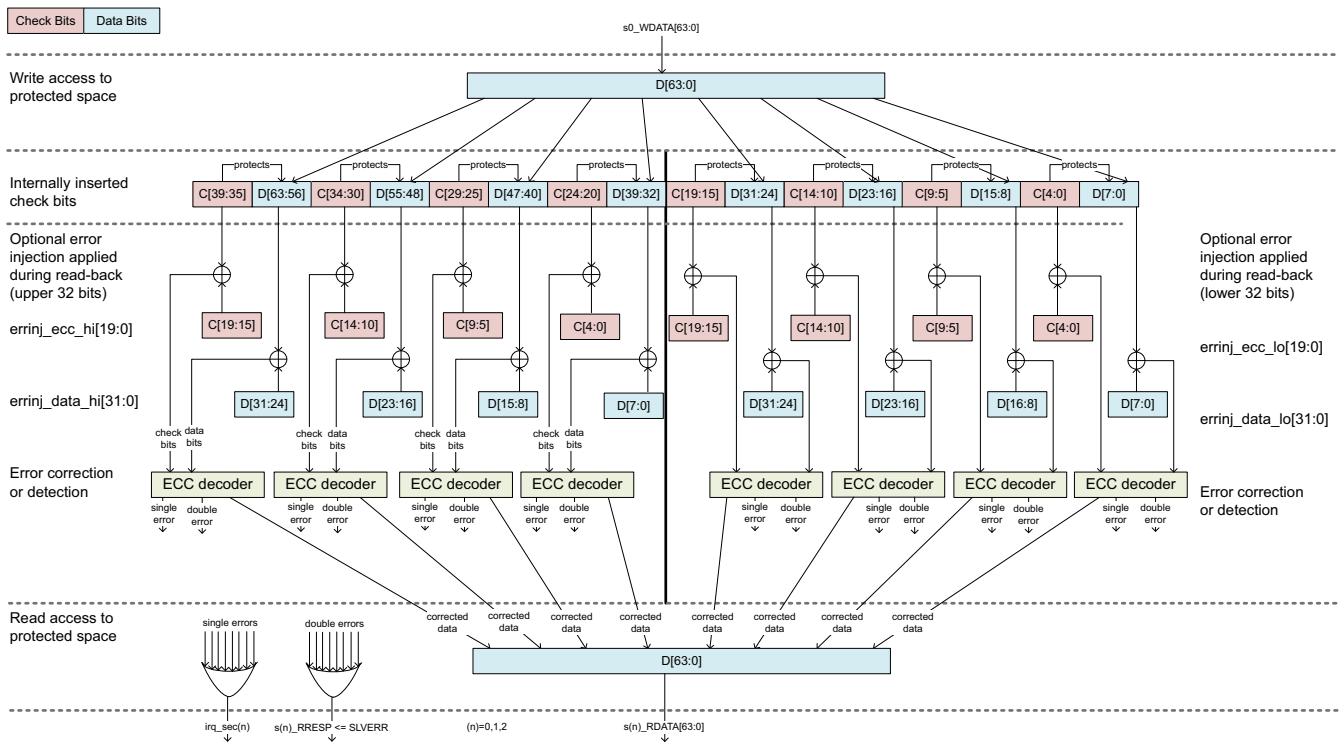 Check Bits
Data Bits
s0_WDATA[63:0]
Write access to
protected space
D[63:0]
protects
protects
protects
protects
protects
protects
protects
protects
Internally inserted
check bits
C[39:35]
D[63:56]
C[34:30]
D[55:48]
C[29:25]
D[47:40]
C[24:20]
D[39:32]
C[19:15]
D[31:24]
C[14:10]
D[23:16]
C[9:5]
D[15:8]
C[4:0]
D[7:0]
Optional error
injection applied
during read-back
(upper 32 bits)
Optional error
injection applied
during read-back
(lower 32 bits)
errinj_ecc_hi[19:0]
C[19:15]
C[14:10]
C[9:5]
C[4:0]
C[19:15]
C[14:10]
C[9:5]
C[4:0]
errinj_ecc_lo[19:0]
errinj_data_hi[31:0]
D[31:24]
D[23:16]
D[15:8]
D[7:0]
D[31:24]
D[23:16]
D[16:8]
D[7:0]
errinj_data_lo[31:0]
check
bits
data
bits
check
bits
data
bits
check
bits
data
bits
check
bits
data
bits
Error correction
or detection
ECC decoder
ECC decoder
ECC decoder
ECC decoder
ECC decoder
ECC decoder
ECC decoder
ECC decoder
Error correction
or detection
single
error
double
error
single
error
double
error
single
error
double
error
single
error
double
error
single
error
double
error
single
error
double
error
single
error
double
error
single
error
double
error
Read access to
protected space
single errors
double errors
corrected
data
corrected
data
corrected
data
corrected
data
corrected
data
corrected
data
corrected
data
corrected
data
D[63:0]
irq_sec(n)
s(n)_RRESP <= SLVERR
(n)=0,1,2
s(n)_RDATA[63:0]